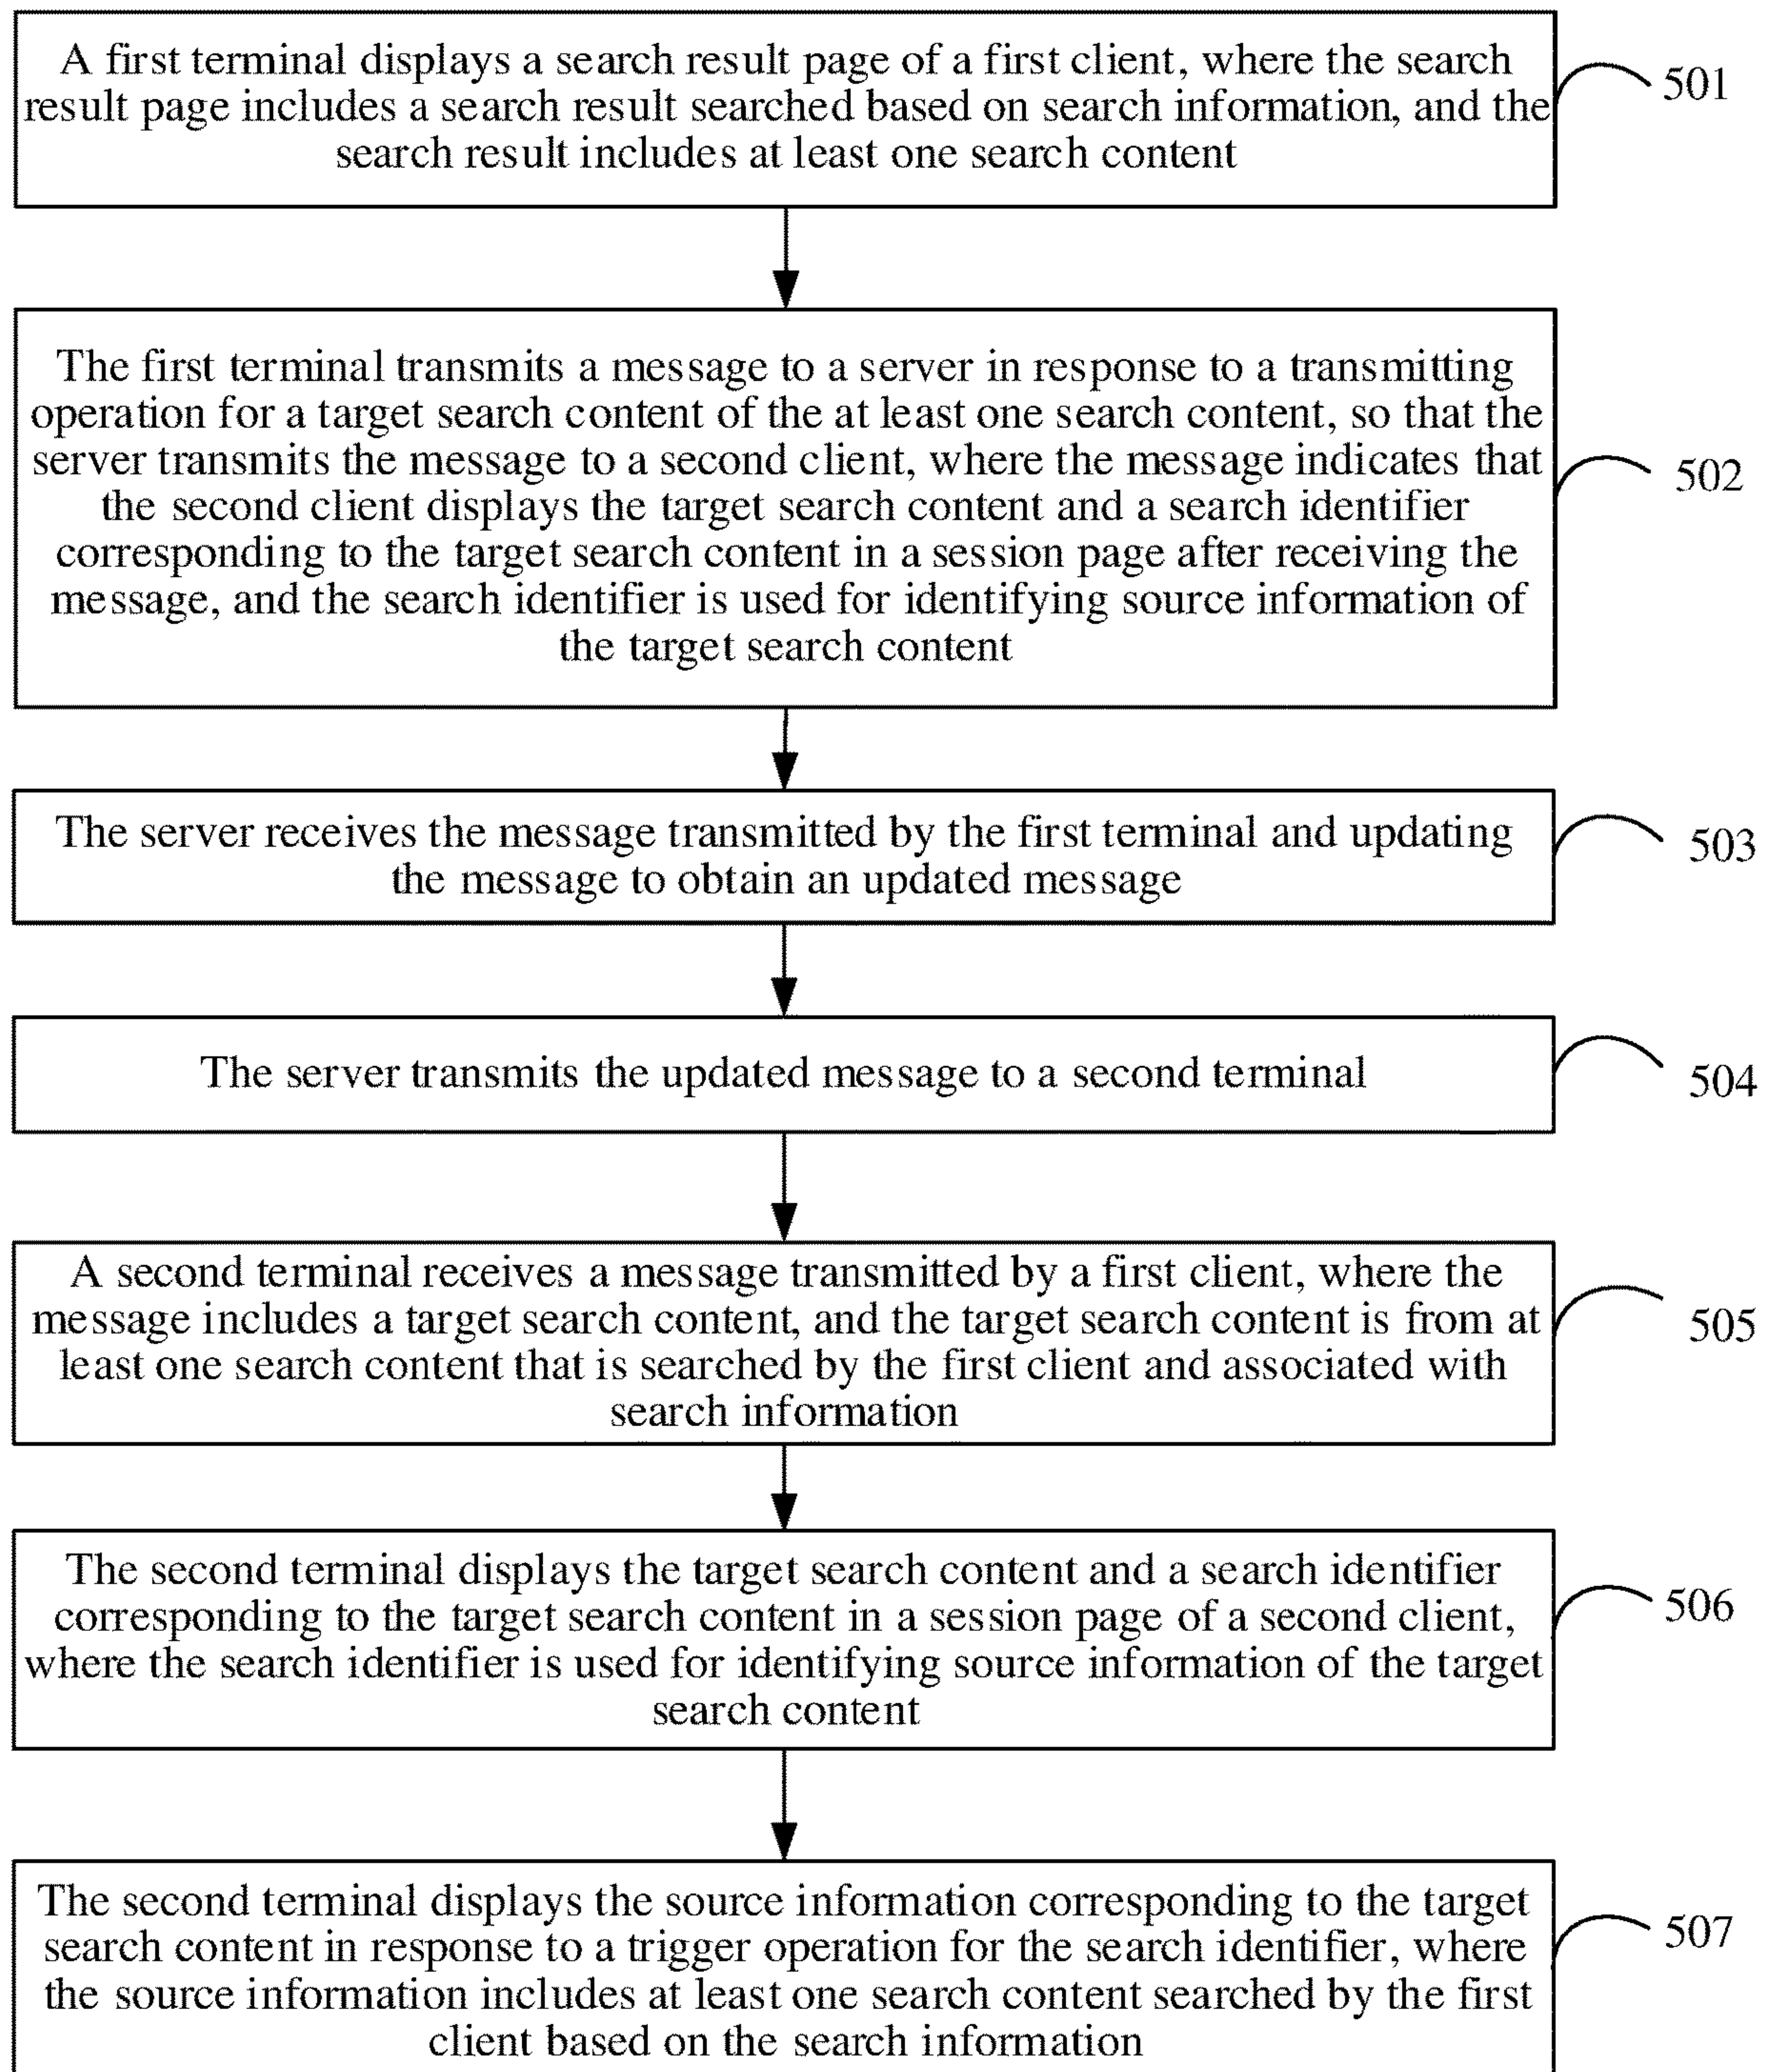 A first terminal displays a search result page of a first client, where the search
result page includes a search result searched based on search information, and the
search result includes at least one search content
501
The first terminal transmits a message to a server in response to a transmitting
operation for a target search content of the at least one search content, so that the
server transmits the message to a second client, where the message indicates that
the second client displays the target search content and a search identifier
corresponding to the target search content in a session page after receiving the
message, and the search identifier is used for identifying source information of
the target search content
502
The server receives the message transmitted by the first terminal and updating
the message to obtain an updated message
503
The server transmits the updated message to a second terminal
504
A second terminal receives a message transmitted by a first client, where the
message includes a target search content, and the target search content is from at
least one search content that is searched by the first client and associated with
search information
505
The second terminal displays the target search content and a search identifier
corresponding to the target search content in a session page of a second client,
where the search identifier is used for identifying source information of the target
search content
506
The second terminal displays the source information corresponding to the target
search content in response to a trigger operation for the search identifier, where
the source information includes at least one search content searched by the first
client based on the search information
507